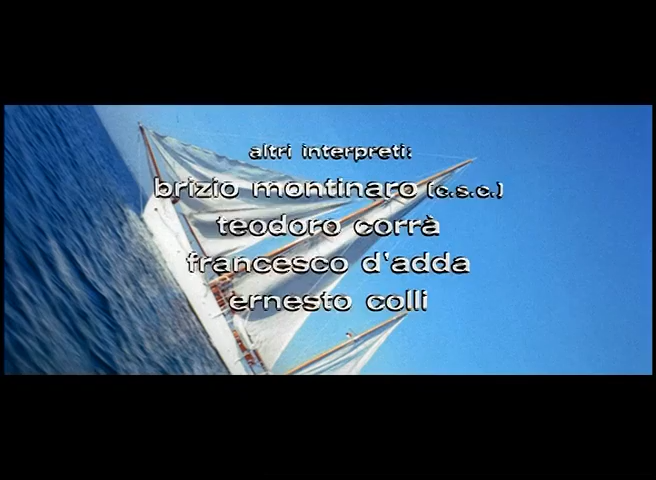 altri interpreti:
brizio montinaro (c.s.c.)
teodoro corrà
francesco d'adda
ernesto colli